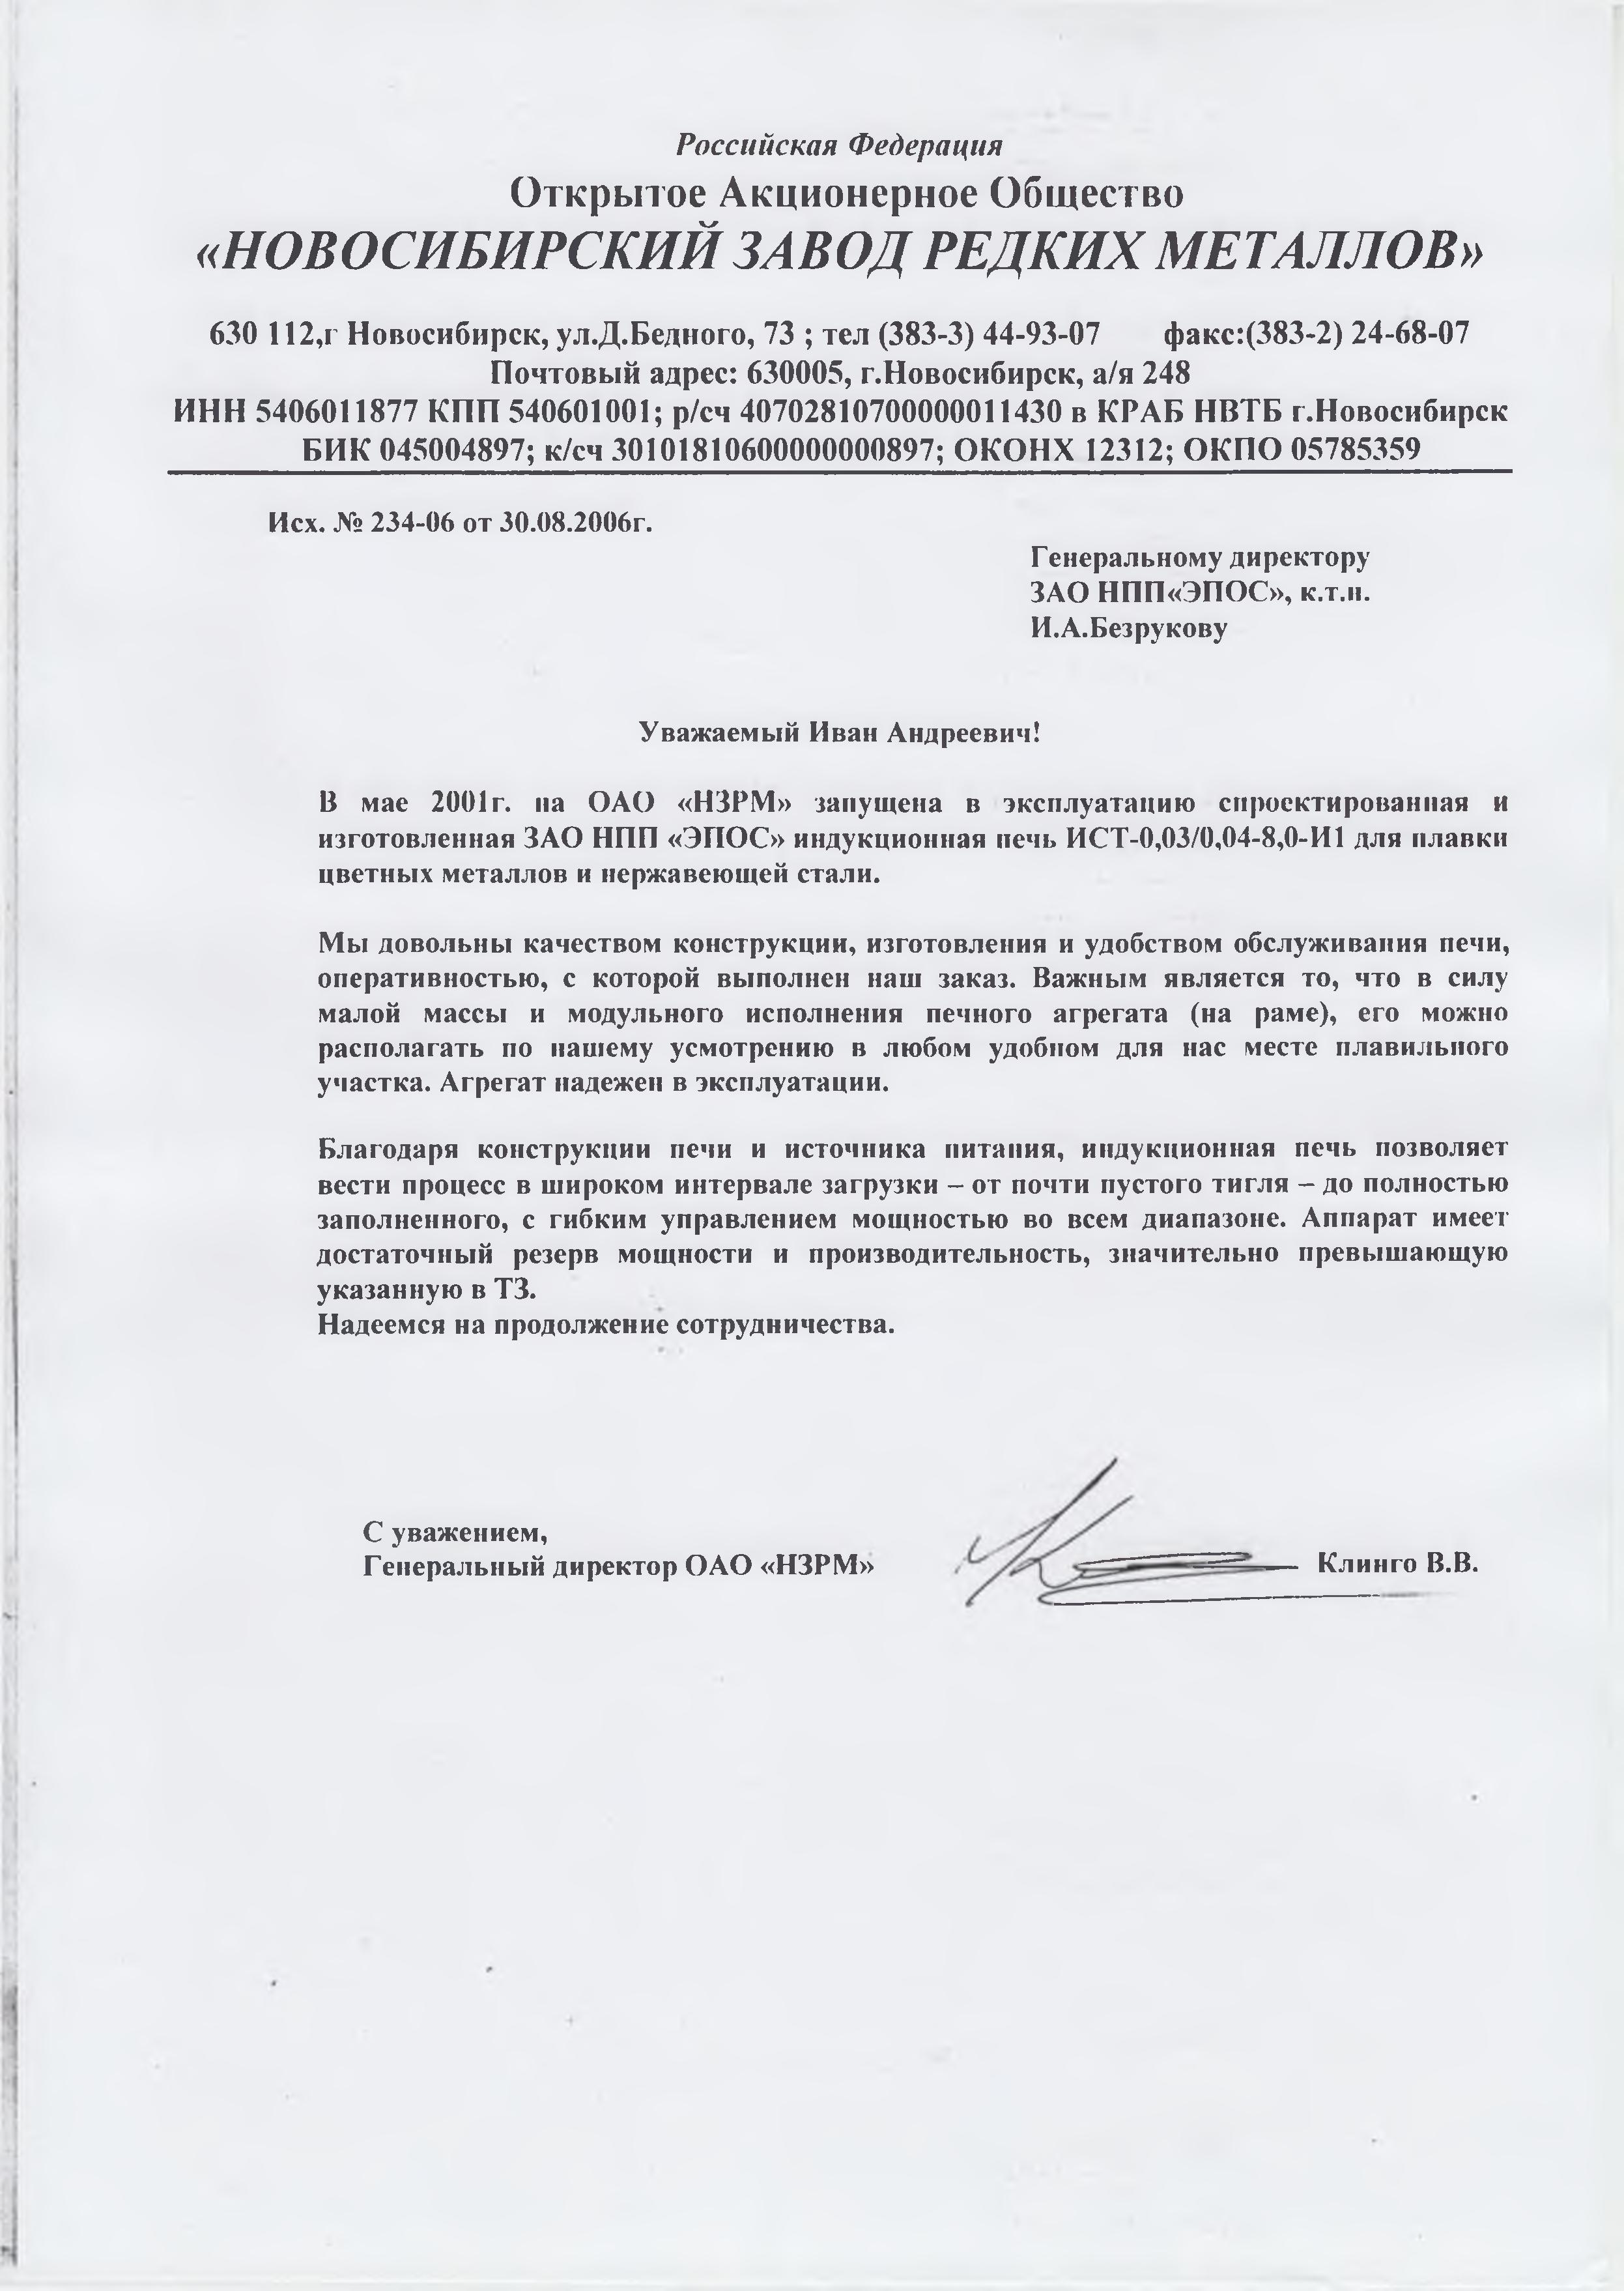 Российская Федерация
Открытое Акционерное Общество
«НОВОСИБИРСКИЙ ЗАВОД РЕДКИХ МЕТАЛЛОВ»
630 112,г Новосибирск, ул.Д.Бедного, 73 ; тел (383-3) 44-93-07 факс:(383-2) 24-68-07
Почтовый адрес: 630005, г.Новосибирск, а/я 248
ИНН 5406011877 КПП 540601001; р/сч 40702810700000011430 в КРАБ НВТБ г.Новосибирск
БИК 045004897; к/сч 30101810600000000897; ОКОНХ 12312; ОКПО 05785359
Исх. № 234-06 от 30.08.2006г.
Генеральному директору
ЗАО НПП«ЭПОС», к.т.н.
И.А.Безрукову
Уважаемый Иван Андреевич!
В мае 2001г. на ОАО «НЗРМ» запущена в эксплуатацию спроектированная и
изготовленная ЗАО НПП «ЭПОС» индукционная печь ИСТ-0,03/0,04-8,0-И1 для плавки
цветных металлов и нержавеющей стали.
Мы довольны качеством конструкции, изготовления и удобством обслуживания печи,
оперативностью, с которой выполнен наш заказ. Важным является то, что в силу
малой массы и модульного исполнения печного агрегата (на раме), его можно
располагать по нашему усмотрению в любом удобном для нас месте плавильного
участка. Агрегат надежен в эксплуатации.
Благодаря конструкции печи и источника питания, индукционная печь позволяет
вести процесс в широком интервале загрузки – от почти пустого тигля – до полностью
заполненного, с гибким управлением мощностью во всем диапазоне. Аппарат имеет
достаточный резерв мощности и производительность, значительно превышающую
указанную в ТЗ.
Надеемся на продолжение сотрудничества.
С уважением,
Генеральный директор ОАО «НЗРМ» Клинго В.В.